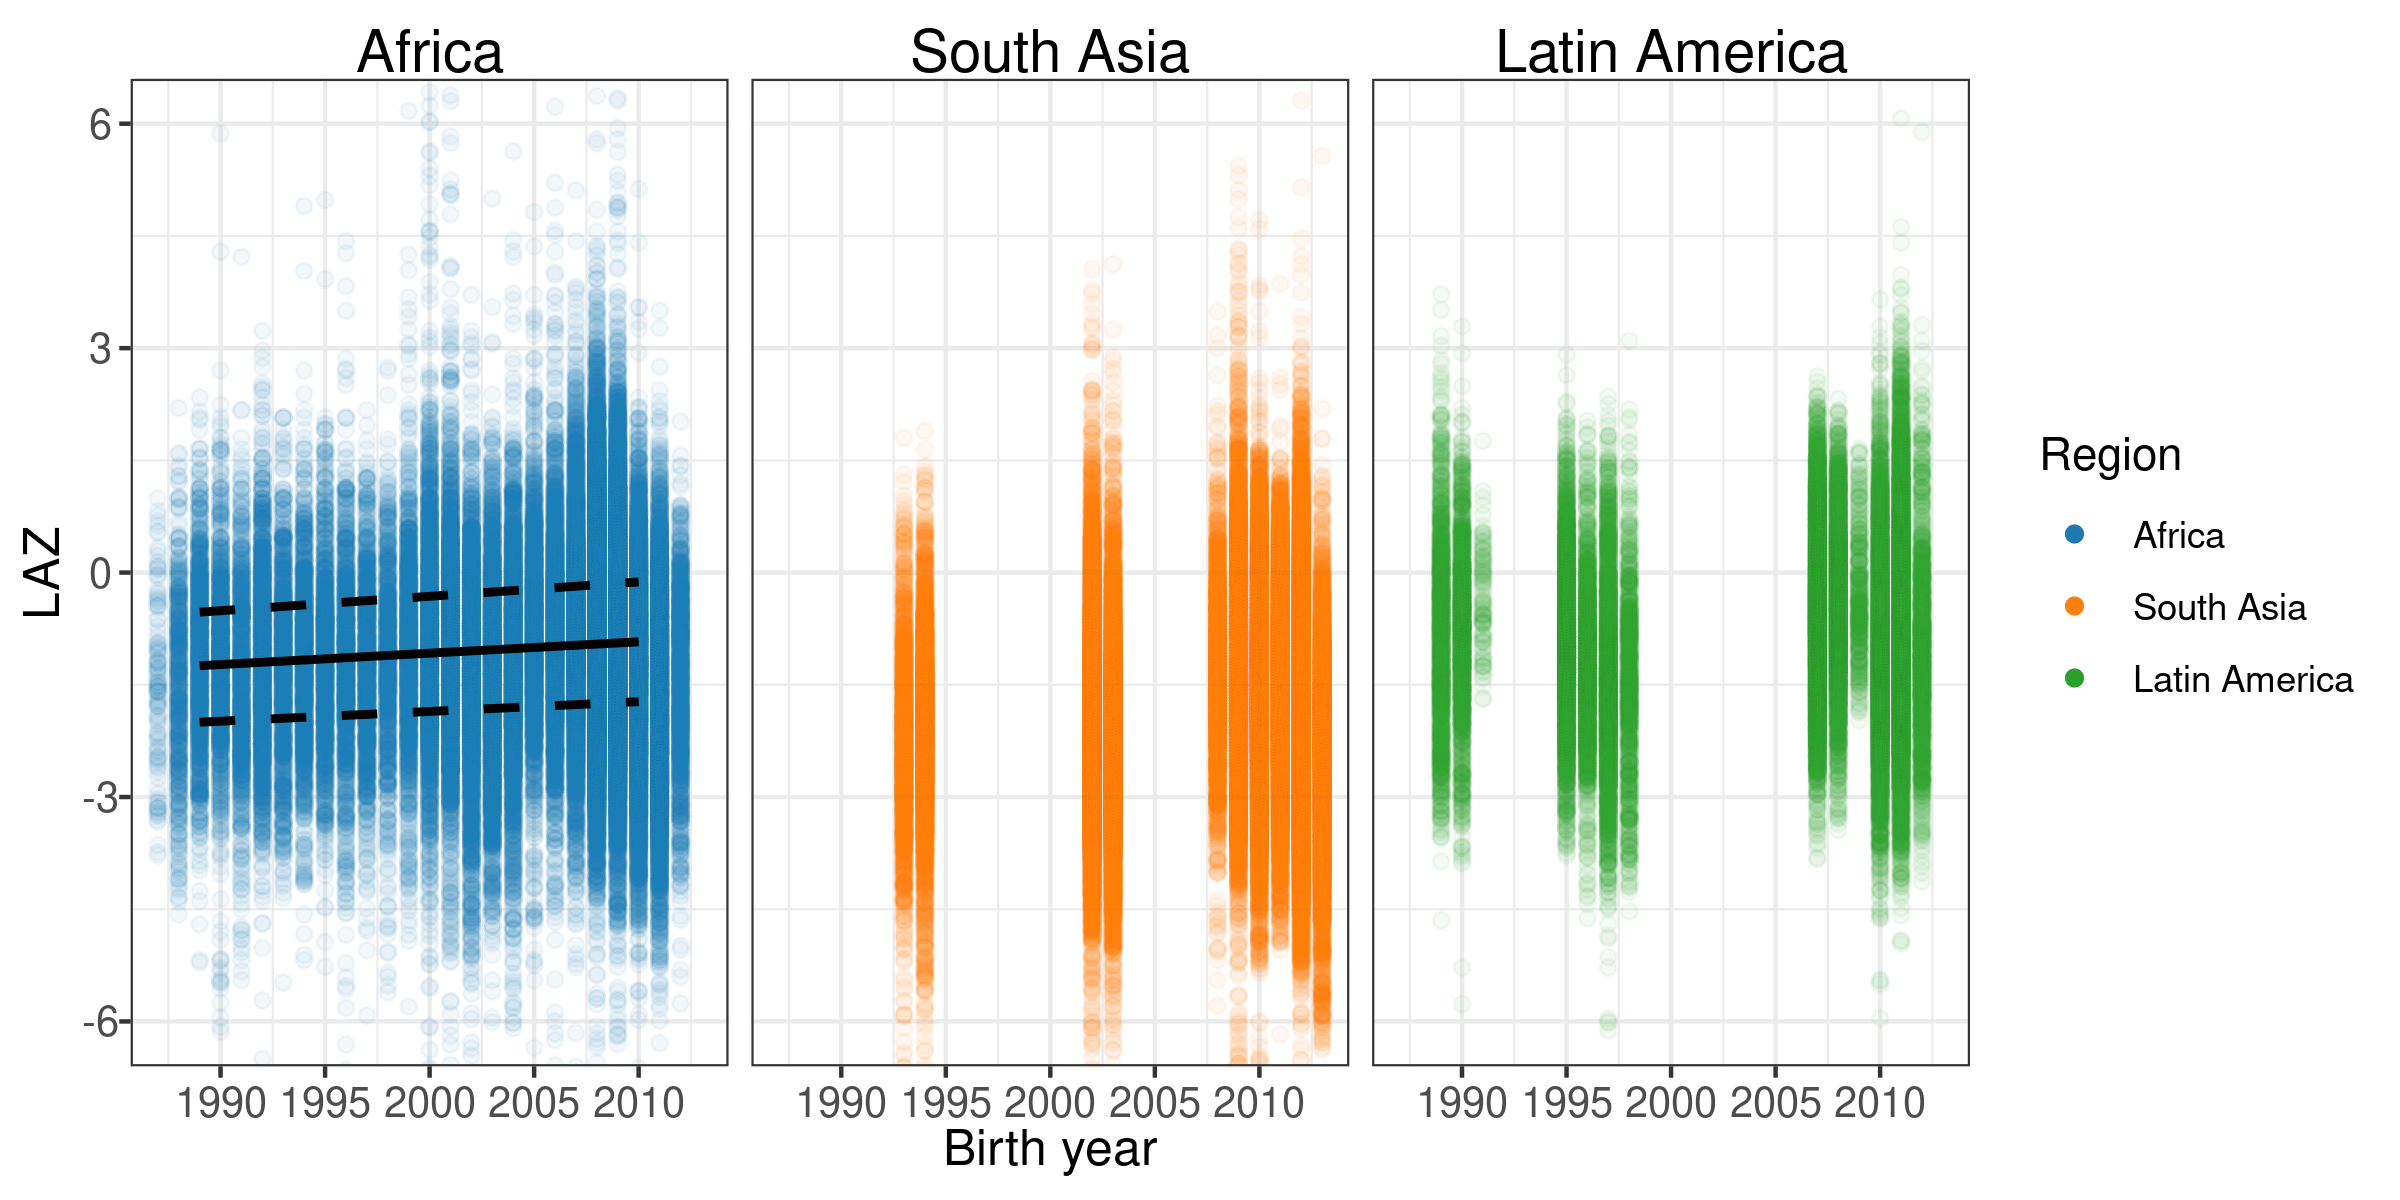 Africa South Asia Latin America
6
3
0
-3
-6
LAZ
1990 1995 2000 2005 2010 1990 1995 2000 2005 2010 1990 1995 2000 2005 2010
Birth year
Region
Africa
South Asia
Latin America